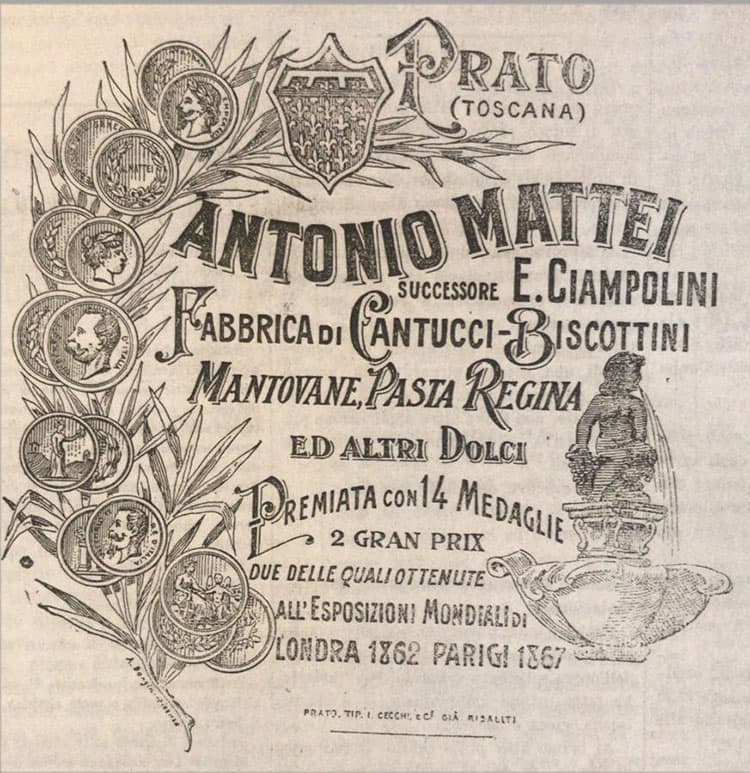 PRATO
(TOSCANA)
A. MATTEI
ANTONIO MATTEI
SUCCESSORE E. CIAMPOLINI
FABBRICA DI CANTUCCI-BISCOTTINI
MANTOVANE, PASTA REGINA
ED ALTRI DOLCI
PREMIATA CON 14 MEDAGLIE
2 GRAN PRIX
DUE DELLE QUALI OTTENUTE
ALL'ESPOSIZIONI MONDIALI DI
LONDRA 1862 PARIGI 1867
PRATO. TIP. I. CECCHI. E C.I GIÀ RISALITI